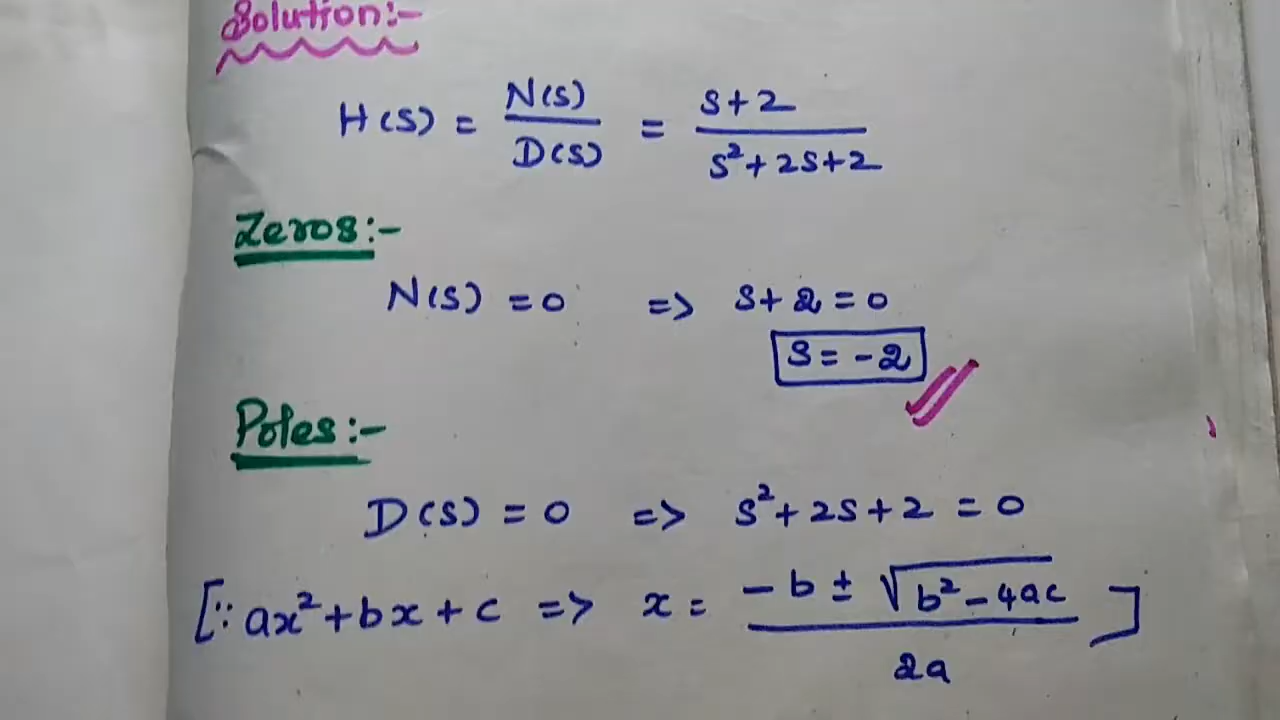 Solution:-
H(s) = N(s)/D(s) = s+2/s²+2s+2
Zeros:-
N(s) = 0 => s+2 = 0
s = -2
Poles:-
D(s) = 0 => s²+2s+2 = 0
[∵ ax²+bx+c => x = -b ± √b²-4ac/2a]